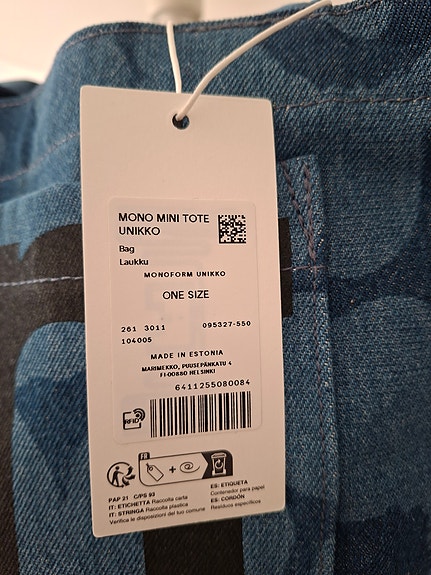 MONO MINI TOTE
UNIKKO
Bag
Laukku
MONOFORM UNIKKO
ONE SIZE
261 3011 095327-550
104005
MADE IN ESTONIA
MARIMEKKO, PUUSEPÄNKATU 4
FI-00880 HELSINKI
6411255080084
RFID
FR
+
PAP 21 C/PS 93
IT: ETICHETTA Raccolta carta
IT: STRINGA Raccolta plastica
Verifica le disposizioni del tuo comune
ES: ETIQUETA
Contenedor para papel
ES: CORDÓN
Residuos específicos